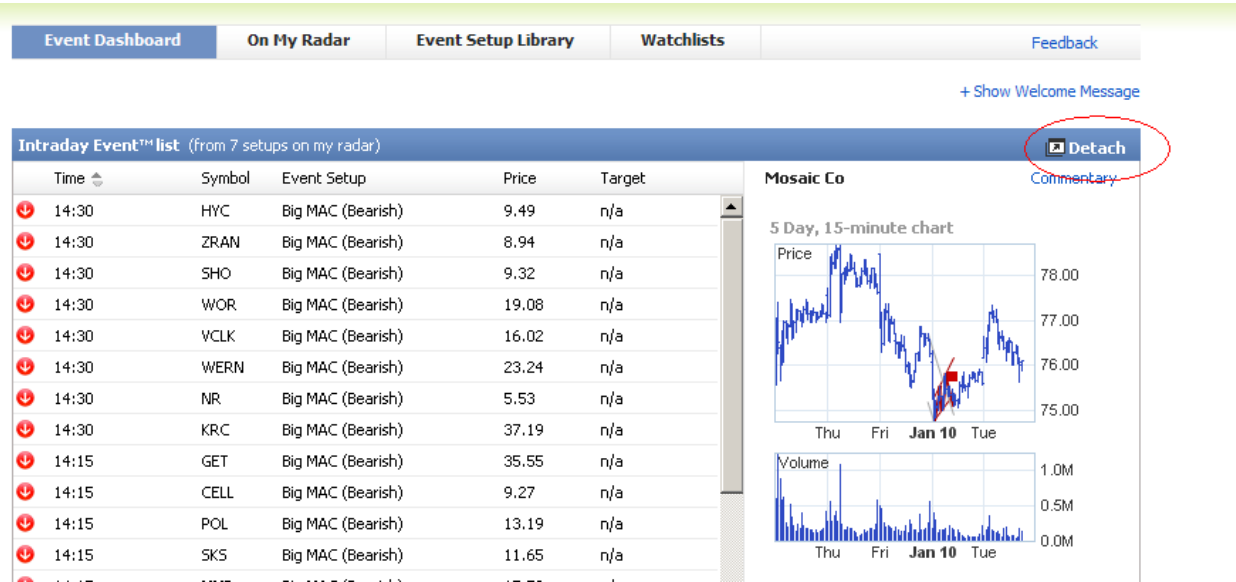 Event Dashboard On My Radar Event Setup Library Watchlists Feedback
+ Show Welcome Message
Intraday Event™ list (from 7 setups on my radar) Detach
Time Symbol Event Setup Price Target
14:30 HYC Big MAC (Bearish) 9.49 n/a
14:30 ZRAN Big MAC (Bearish) 8.94 n/a
14:30 SHO Big MAC (Bearish) 9.32 n/a
14:30 WOR Big MAC (Bearish) 19.08 n/a
14:30 VCLK Big MAC (Bearish) 16.02 n/a
14:30 WERN Big MAC (Bearish) 23.24 n/a
14:30 NR Big MAC (Bearish) 5.53 n/a
14:30 KRC Big MAC (Bearish) 37.19 n/a
14:15 GET Big MAC (Bearish) 35.55 n/a
14:15 CELL Big MAC (Bearish) 9.27 n/a
14:15 POL Big MAC (Bearish) 13.19 n/a
14:15 SKS Big MAC (Bearish) 11.65 n/a
Mosaic Co Commentary
5 Day, 15-minute chart
Price
78.00
77.00
76.00
75.00
Thu Fri Jan 10 Tue
Volume
1.0M
0.5M
0.0M
Thu Fri Jan 10 Tue